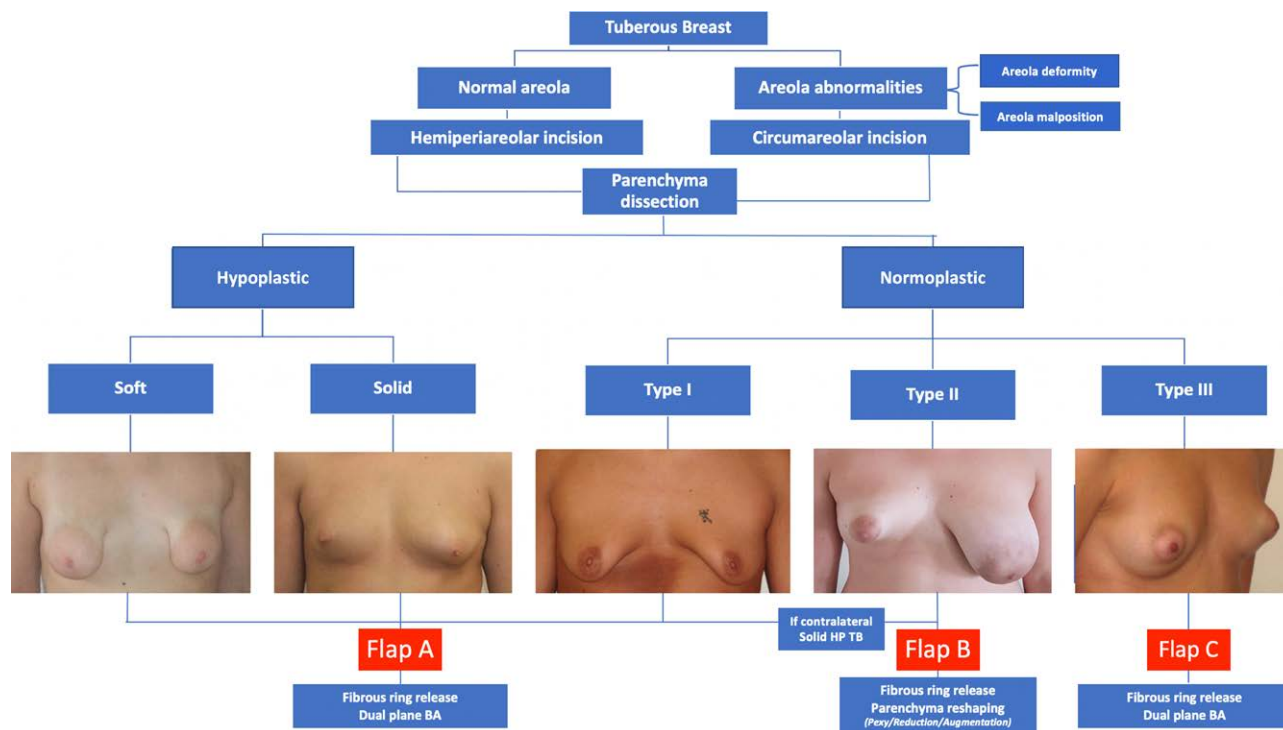 Tuberous Breast
Normal areola
Areola abnormalities
Areola deformity
Areola malposition
Hemiperiareolar incision
Circumareolar incision
Parenchyma
dissection
Hypoplastic
Normoplastic
Soft
Solid
Type I
Type II
Type III
If contralateral
Solid HP TB
Flap A
Flap B
Flap C
Fibrous ring release
Dual plane BA
Fibrous ring release
Parenchyma reshaping
(Pexy/Reduction/Augmentation)
Fibrous ring release
Dual plane BA